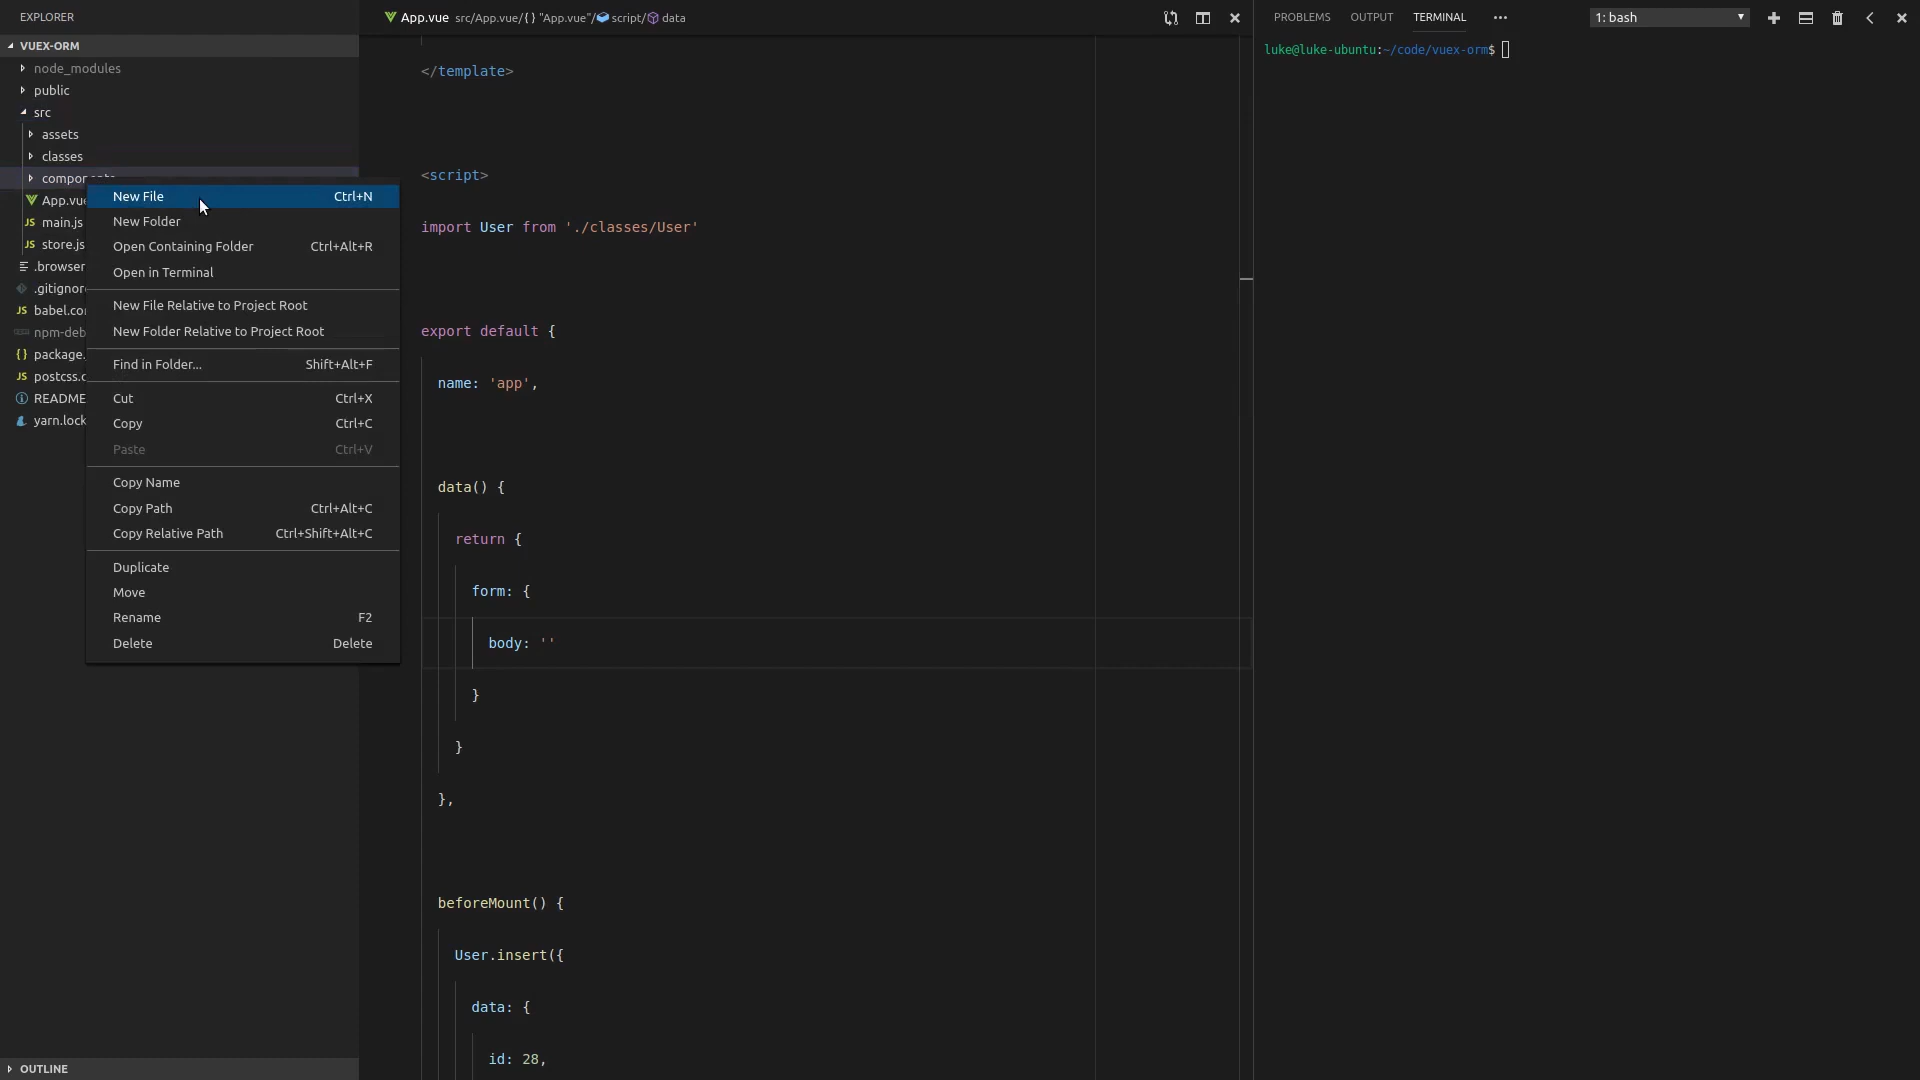 EXPLORER
VUEX-ORM
node_modules
public
src
assets
classes
App.vue
main.js
store.js
.browser
.gitignor
babel.co
npm-deb
package.
postcss.c
README
yarn.lock
OUTLINE
New File Ctrl+N
New Folder
Open Containing Folder Ctrl+Alt+R
Open in Terminal
New File Relative to Project Root
New Folder Relative to Project Root
Find in Folder... Shift+Alt+F
Cut Ctrl+X
Copy Ctrl+C
Paste Ctrl+V
Copy Name
Copy Path Ctrl+Alt+C
Copy Relative Path Ctrl+Shift+Alt+C
Duplicate
Move
Rename F2
Delete Delete
App.vue src/App.vue/{ } "App.vue"/script/data
</template>
<script>
import User from './classes/User'
export default {
name: 'app',
data() {
return {
form: {
body: ''
}
}
},
beforeMount() {
User.insert({
data: {
id: 28,
PROBLEMS OUTPUT TERMINAL ••• 1: bash
luke@luke-ubuntu:~/code/vuex-orm$